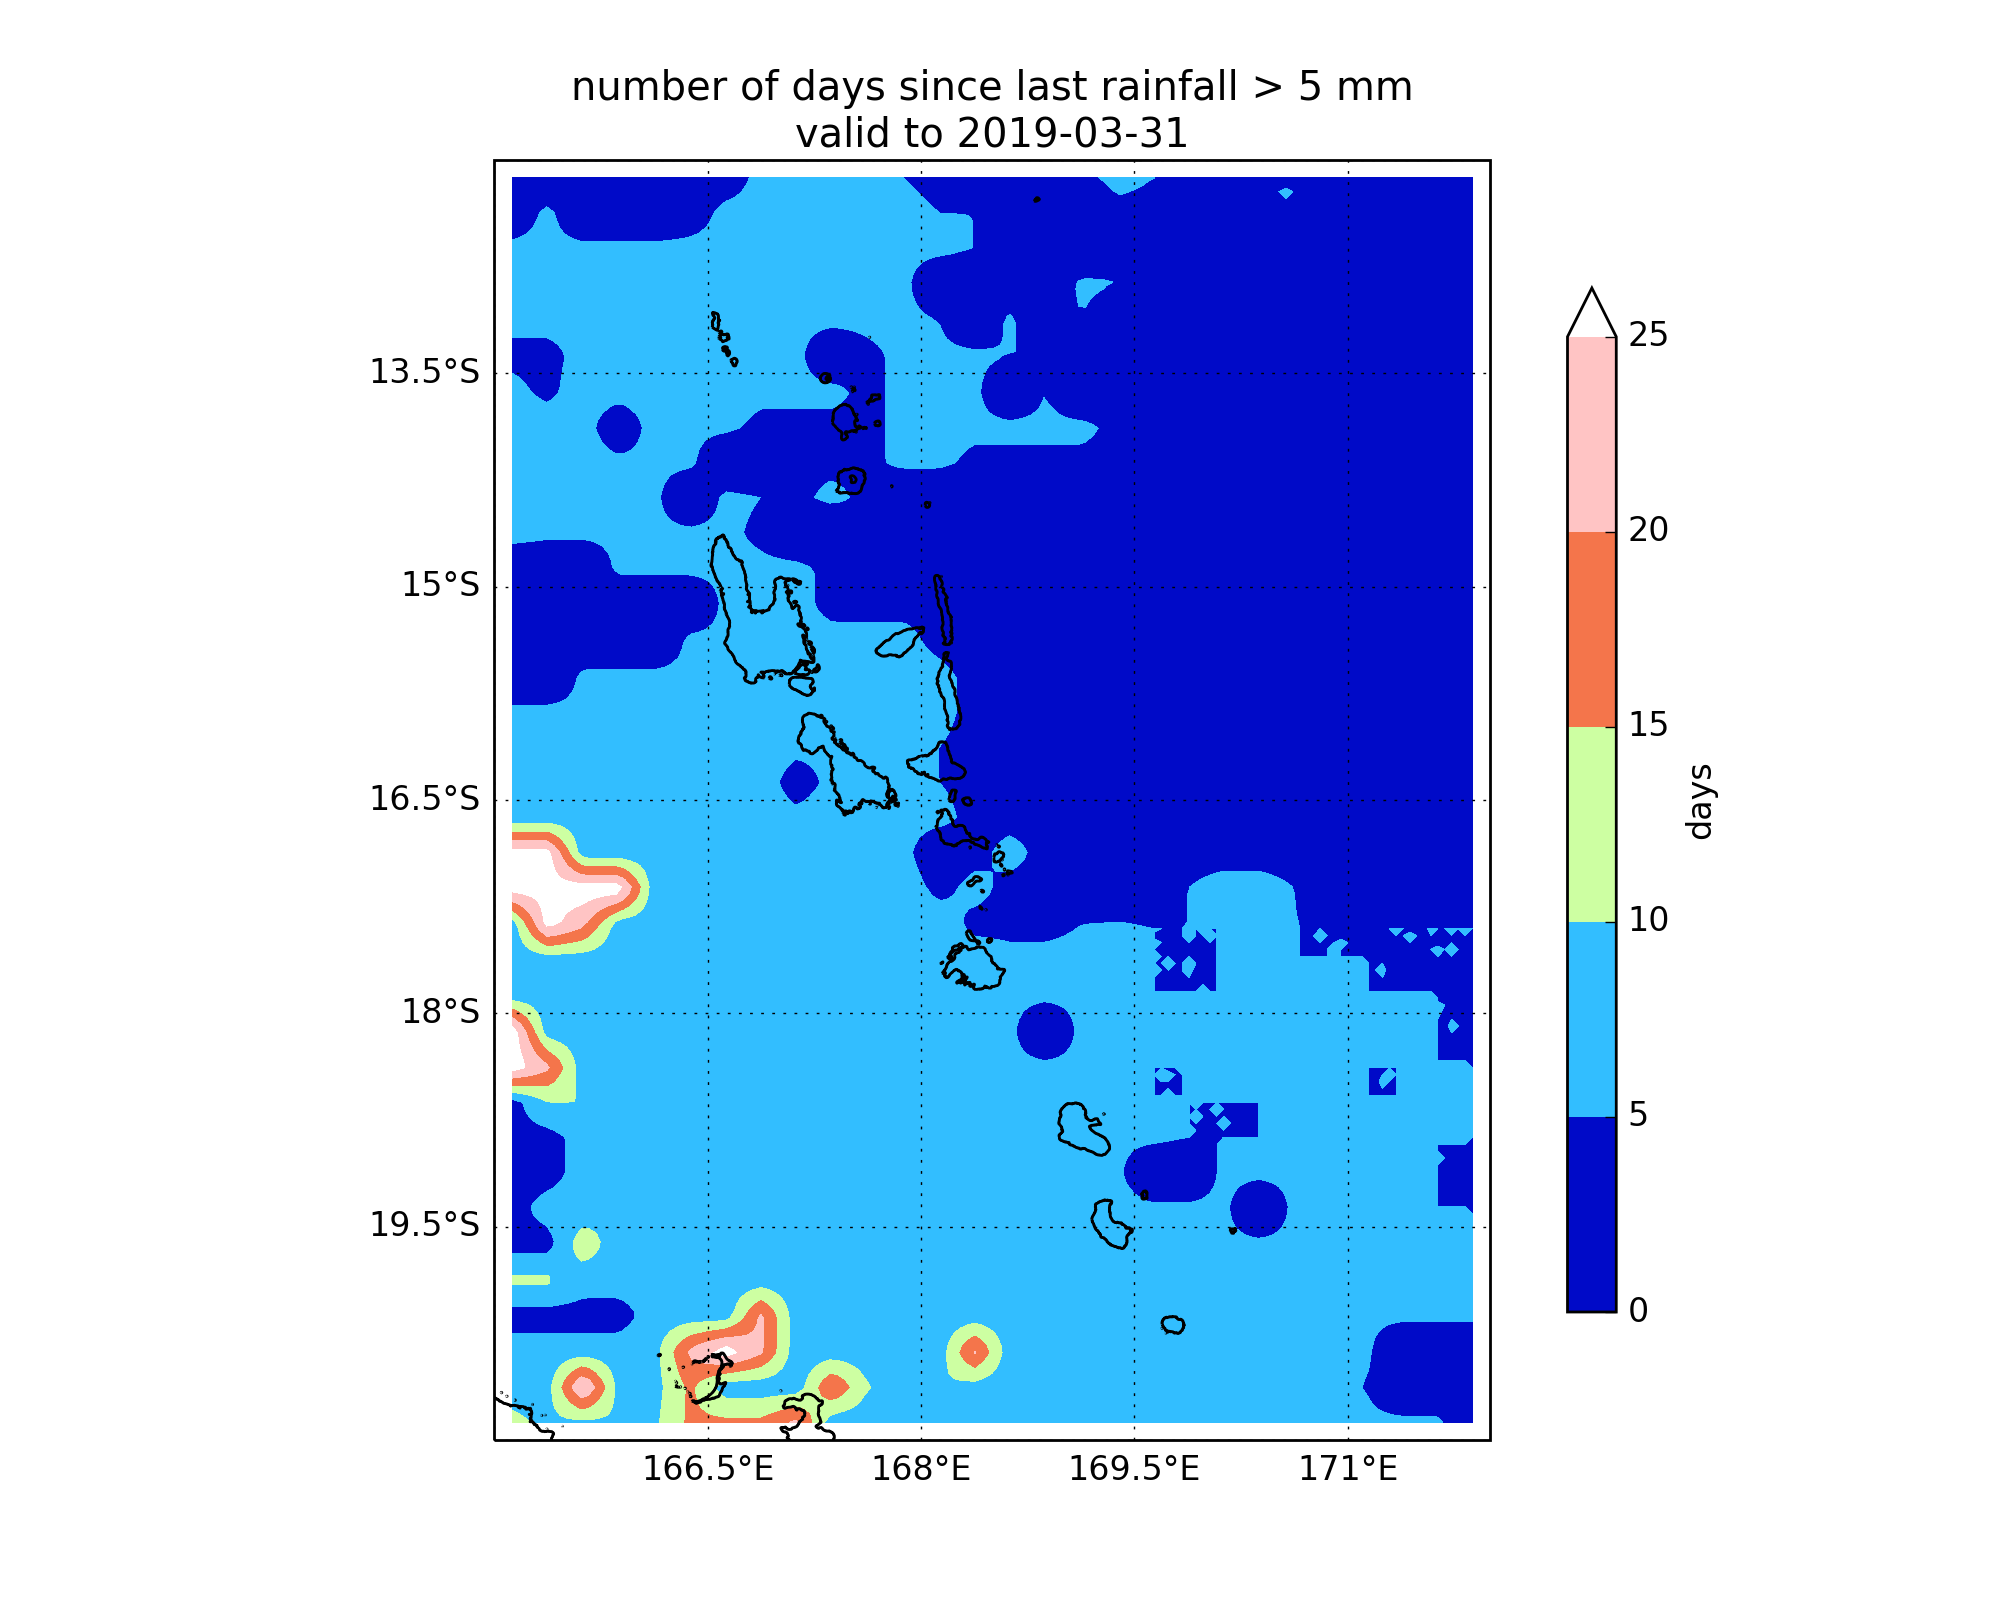 number of days since last rainfall > 5 mm
valid to 2019-03-31
13.5°S
15°S
16.5°S
18°S
19.5°S
166.5°E
168°E
169.5°E
171°E
25
20
15
10
5
0
days